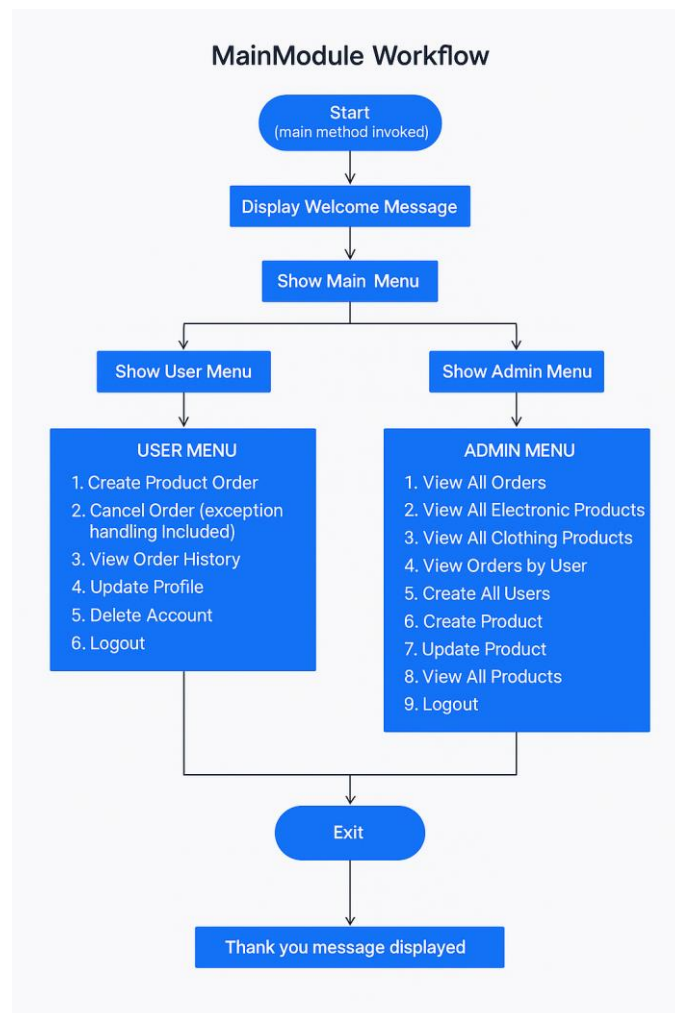 MainModule Workflow
Start
(main method invoked)
Display Welcome Message
Show Main Menu
Show User Menu
Show Admin Menu
USER MENU
1. Create Product Order
2. Cancel Order (exception
handling Included)
3. View Order History
4. Update Profile
5. Delete Account
6. Logout
ADMIN MENU
1. View All Orders
2. View All Electronic Products
3. View All Clothing Products
4. View Orders by User
5. Create All Users
6. Create Product
7. Update Product
8. View All Products
9. Logout
Exit
Thank you message displayed